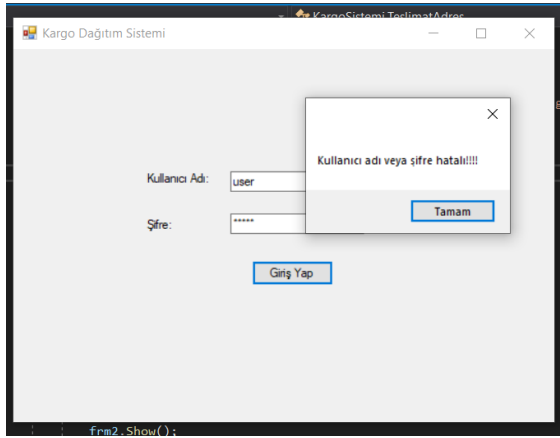 KargoSistemi.TeslimatAdres
Kargo Dağıtım Sistemi
Kullanıcı adı veya şifre hatalı!!!!
Tamam
Kullanıcı Adı:
user
Şifre:
*****
Giriş Yap
frm2.Show();